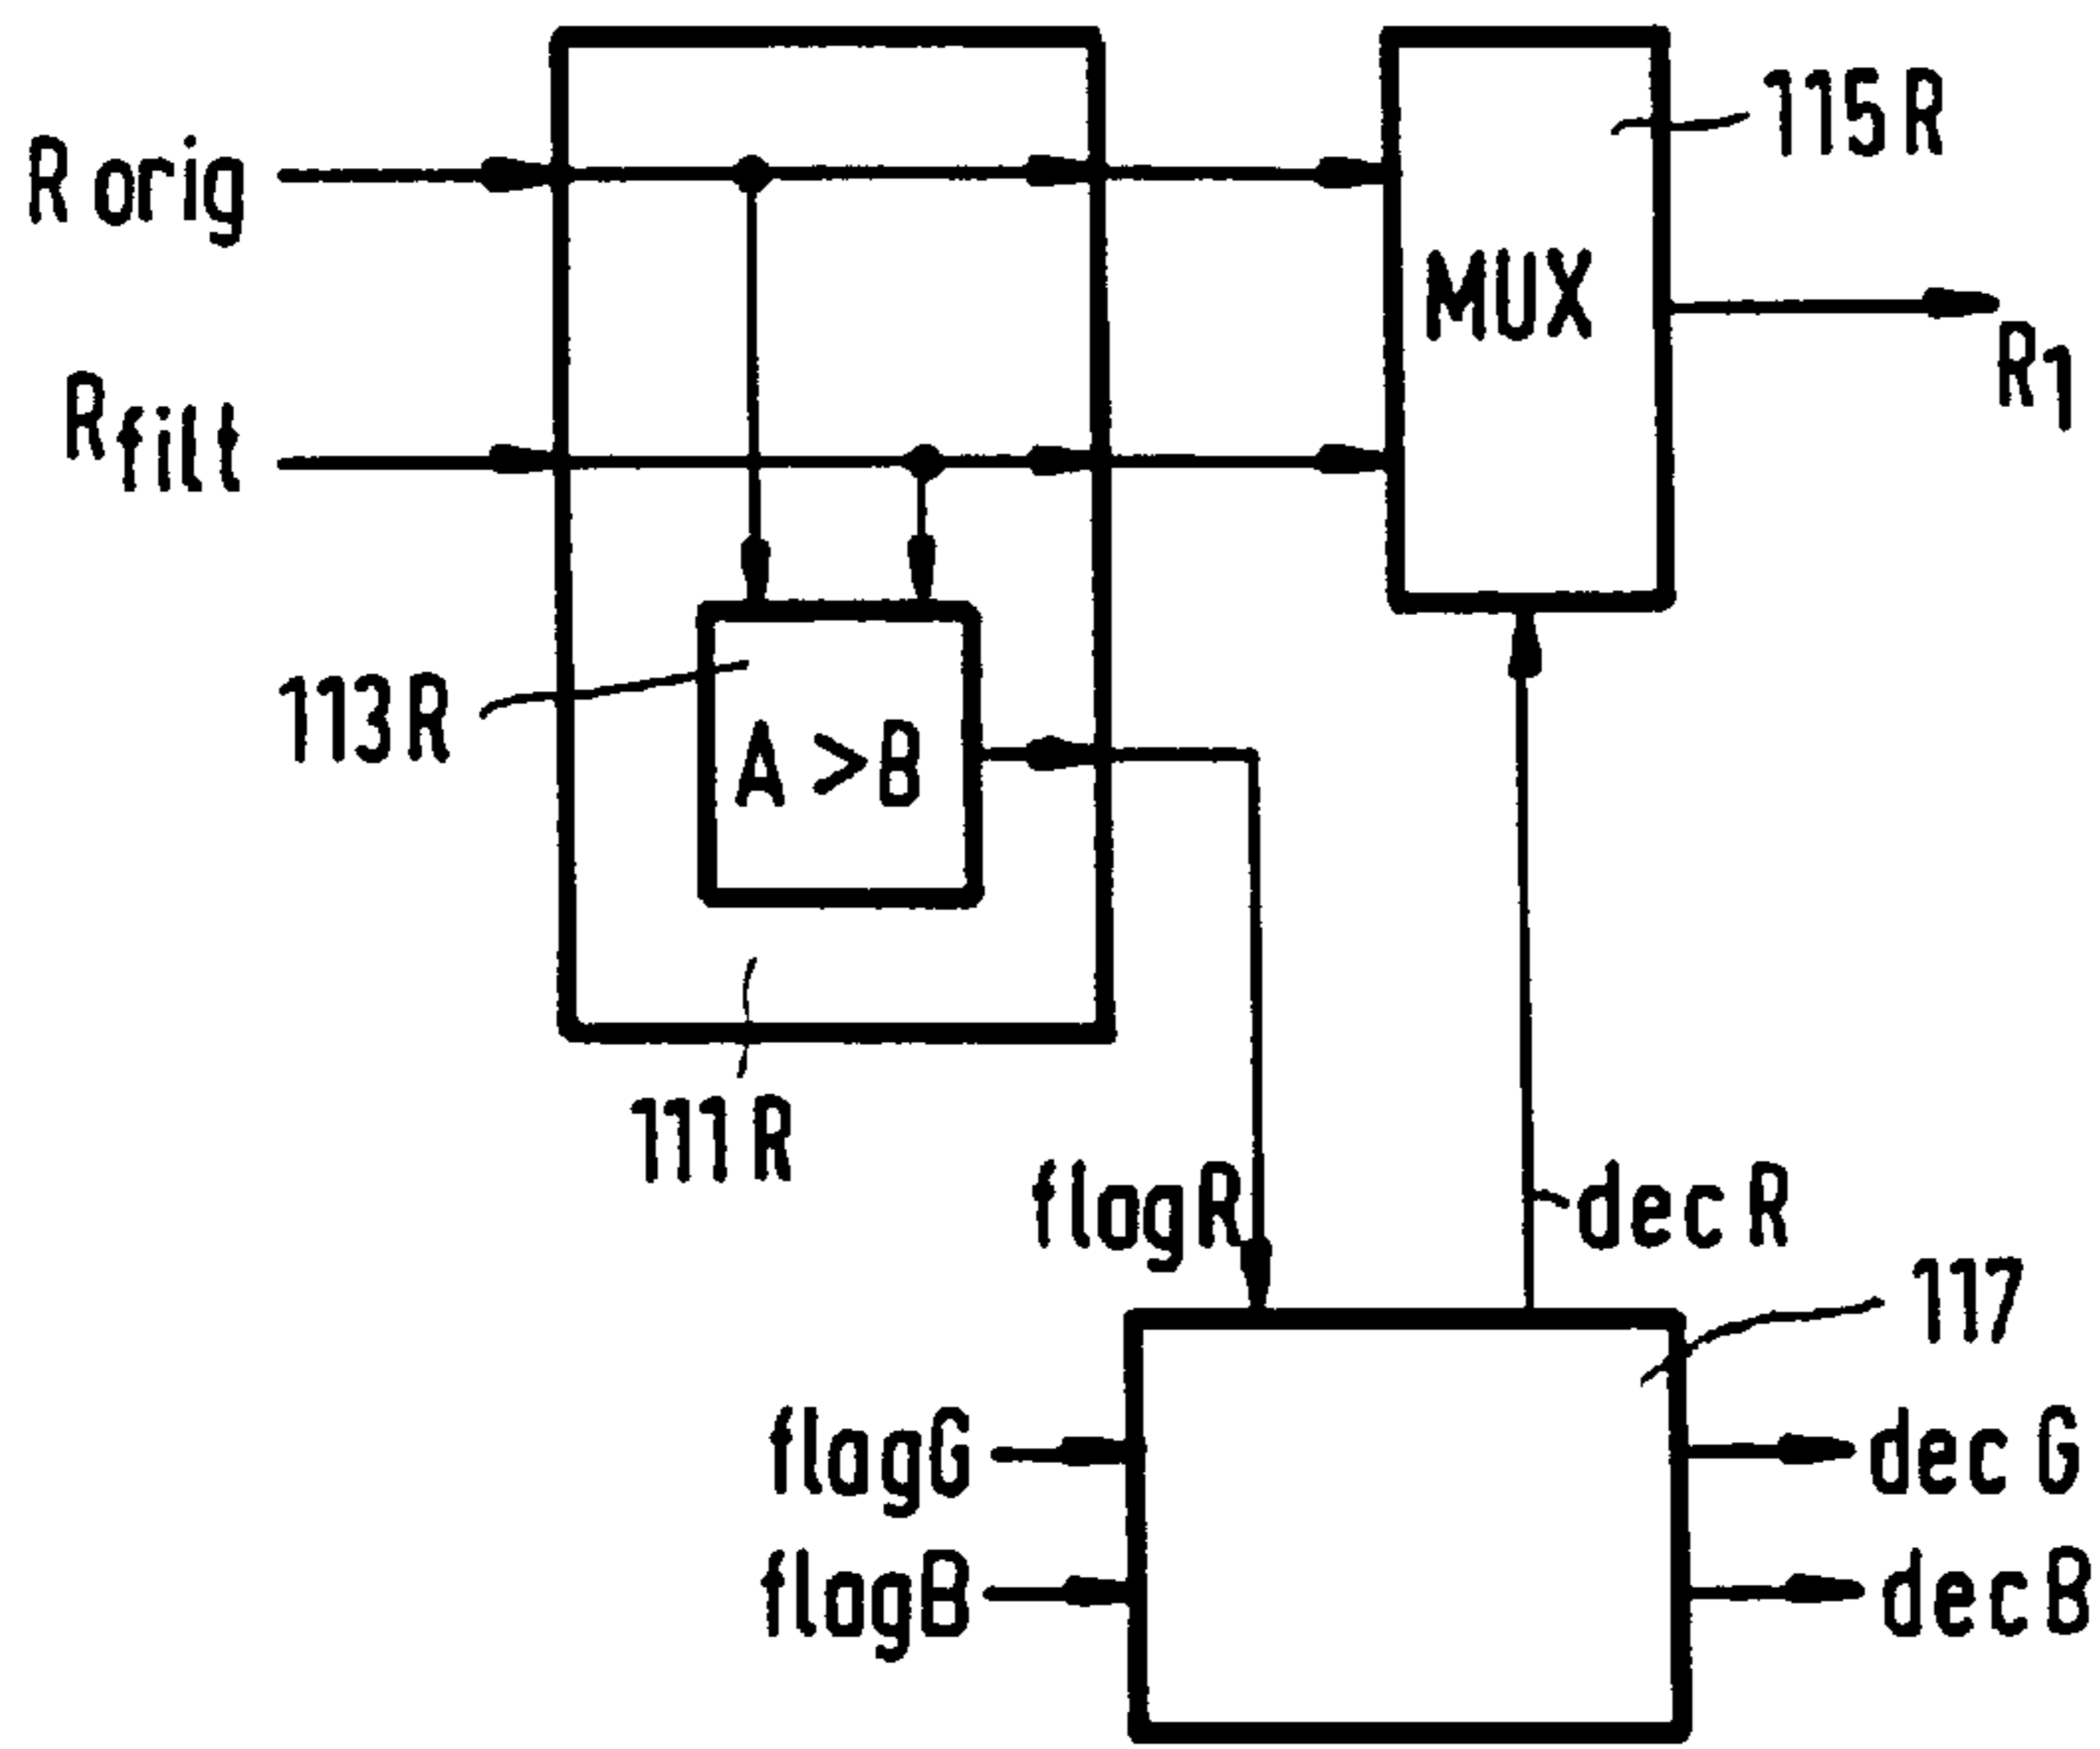 R orig
115 R
MUX
R1
Rfilt
113 R
A > B
111 R
flagR
dec R
117
flagG
dec G
flagB
dec B